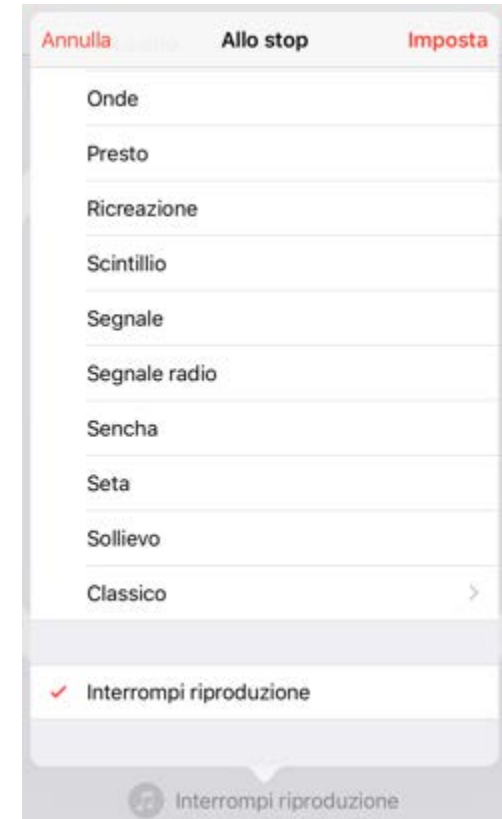 Annulla Allo stop Imposta
Onde
Presto
Ricreazione
Scintillio
Segnale
Segnale radio
Sencha
Seta
Sollievo
Classico
Interrompi riproduzione
Interrompi riproduzione